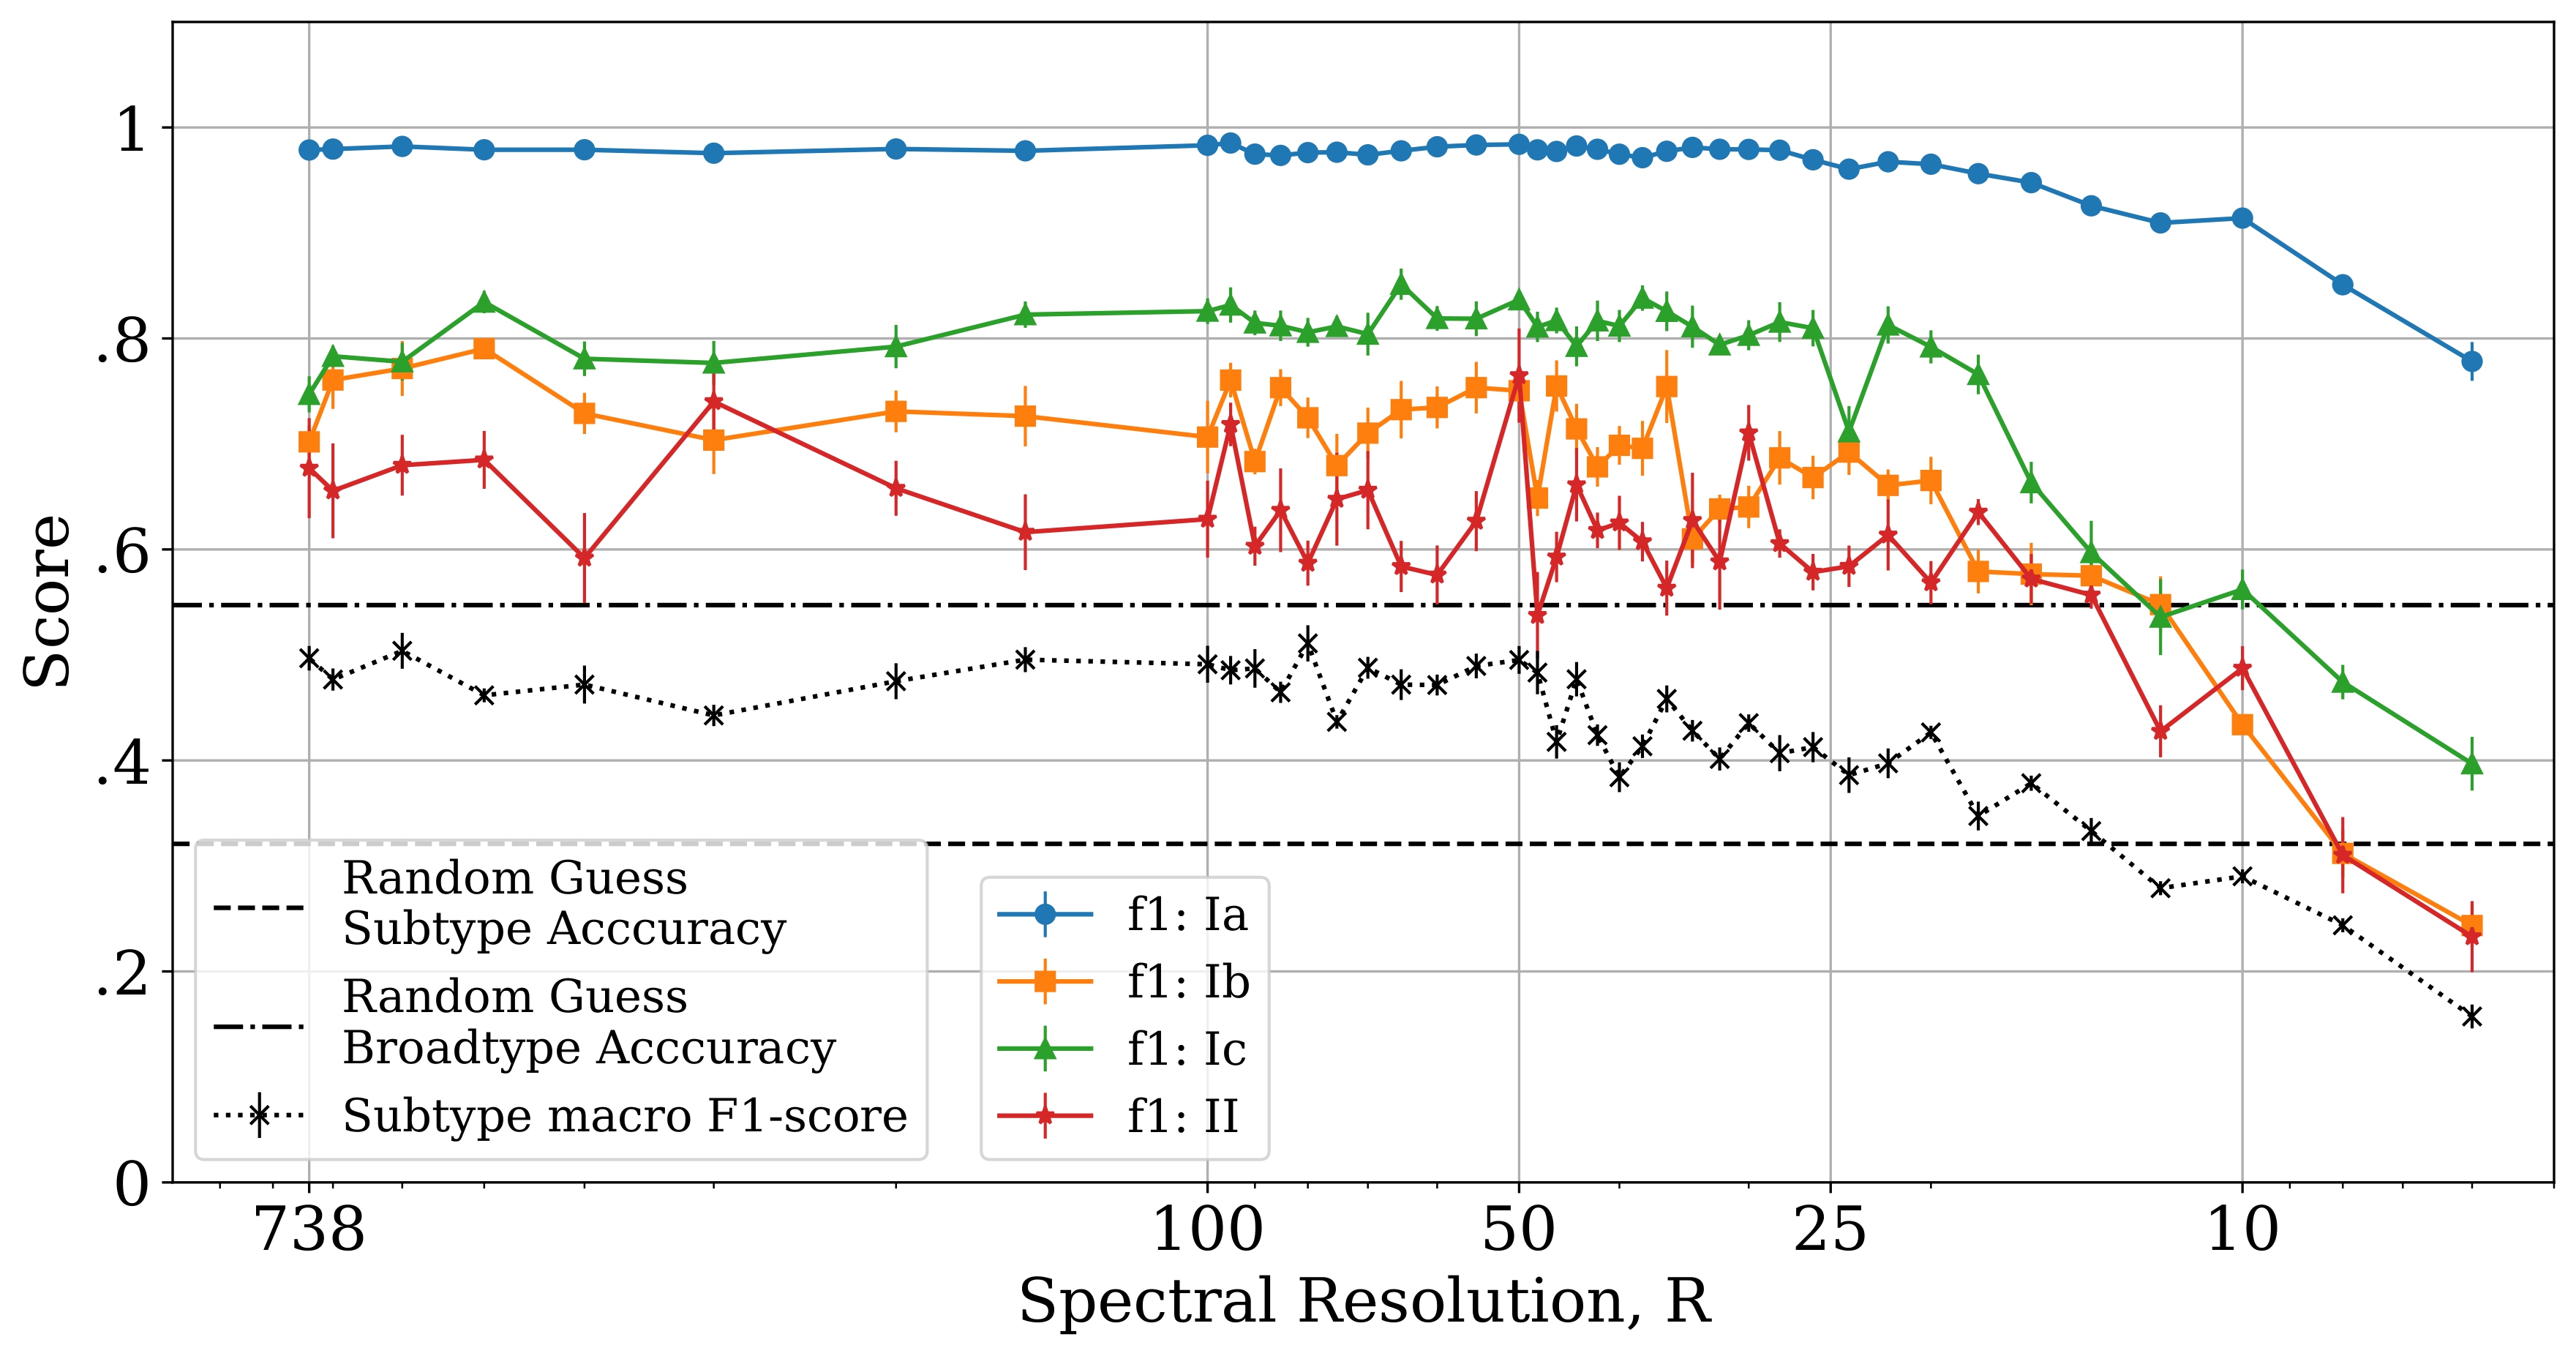 Score
1
.8
.6
.4
.2
0
Random Guess
Subtype Acccuracy
Random Guess
Broadtype Acccuracy
Subtype macro F1-score
f1: Ia
f1: Ib
f1: Ic
f1: II
738
100
50
25
10
Spectral Resolution, R